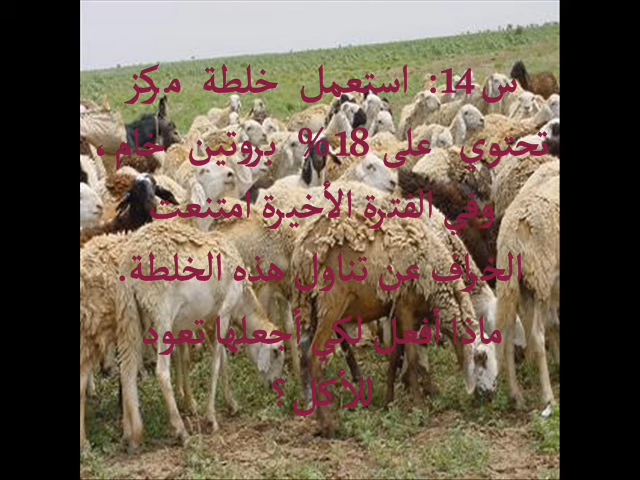 س14: استعمل خلطة مركز
تحتوي على 18% بروتين خام ،
وفي الفترة الأخيرة امتنعت
الخراف عن تناول هذه الخلطة.
ماذا أفعل لكي أجعلها تعود
للأكل ؟